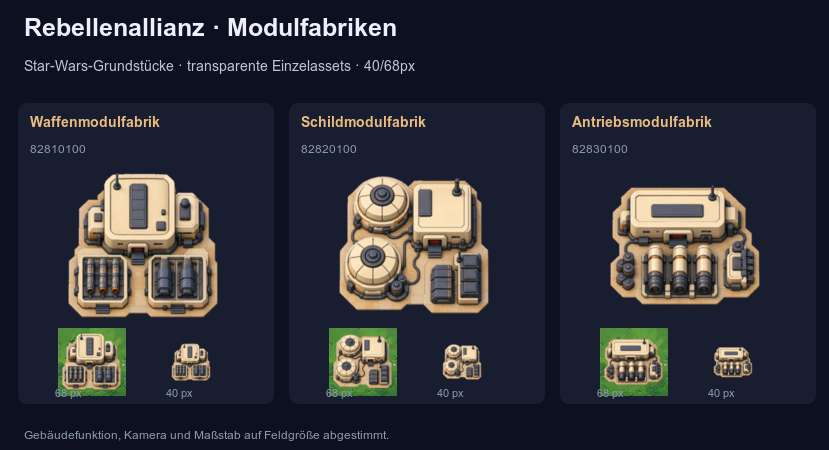 Rebellenallianz · Modulfabriken
Star-Wars-Grundstücke · transparente Einzelassets · 40/68px
Waffenmodulfabrik
82810100
68 px
40 px
Schildmodulfabrik
82820100
68 px
40 px
Antriebsmodulfabrik
82830100
68 px
40 px
Gebäudefunktion, Kamera und Maßstab auf Feldgröße abgestimmt.